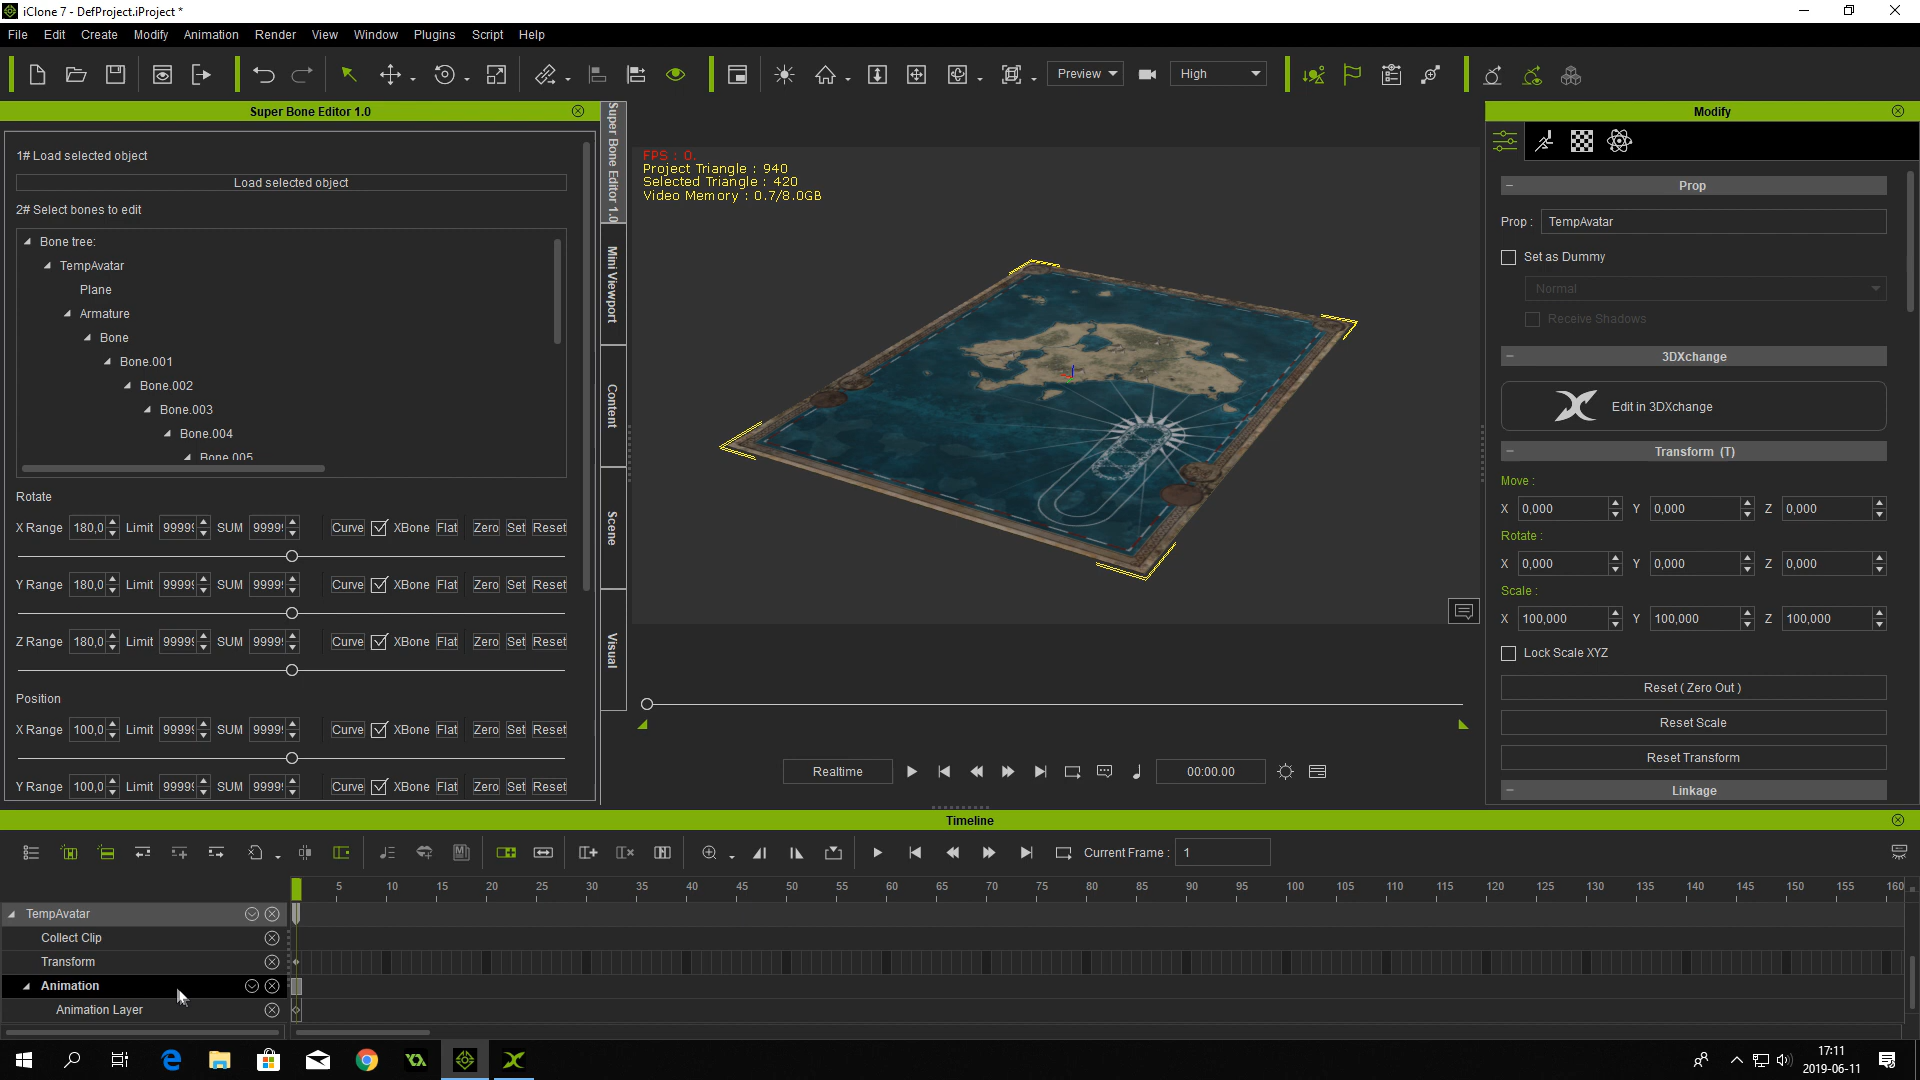 iClone 7 - DefProject.iProject *
File Edit Create Modify Animation Render View Window Plugins Script Help
Preview High
Super Bone Editor 1.0
1# Load selected object
Load selected object
2# Select bones to edit
Bone tree:
TempAvatar
Plane
Armature
Bone
Bone.001
Bone.002
Bone.003
Bone.004
Bone.005
Rotate
X Range 180,0 Limit 9999 SUM 9999 Curve XBone Flat Zero Set Reset
Y Range 180,0 Limit 9999 SUM 9999 Curve XBone Flat Zero Set Reset
Z Range 180,0 Limit 9999 SUM 9999 Curve XBone Flat Zero Set Reset
Position
X Range 100,0 Limit 9999 SUM 9999 Curve XBone Flat Zero Set Reset
Y Range 100,0 Limit 9999 SUM 9999 Curve XBone Flat Zero Set Reset
Super Bone Editor 1.0
Mini Viewport
Content
Scene
Visual
FPS : 0.
Project Triangle : 940
Selected Triangle : 420
Video Memory : 0.7/8.0GB
Realtime 00:00.00
Modify
Prop
Prop : TempAvatar
Set as Dummy
Normal
Receive Shadows
3DXchange
Edit in 3DXchange
Transform (T)
Move :
X 0,000 Y 0,000 Z 0,000
Rotate :
X 0,000 Y 0,000 Z 0,000
Scale :
X 100,000 Y 100,000 Z 100,000
Lock Scale XYZ
Reset ( Zero Out )
Reset Scale
Reset Transform
Linkage
Timeline
Current Frame : 1
5 10 15 20 25 30 35 40 45 50 55 60 65 70 75 80 85 90 95 100 105 110 115 120 125 130 135 140 145 150 155 160
TempAvatar
Collect Clip
Transform
Animation
Animation Layer
17:11
2019-06-11